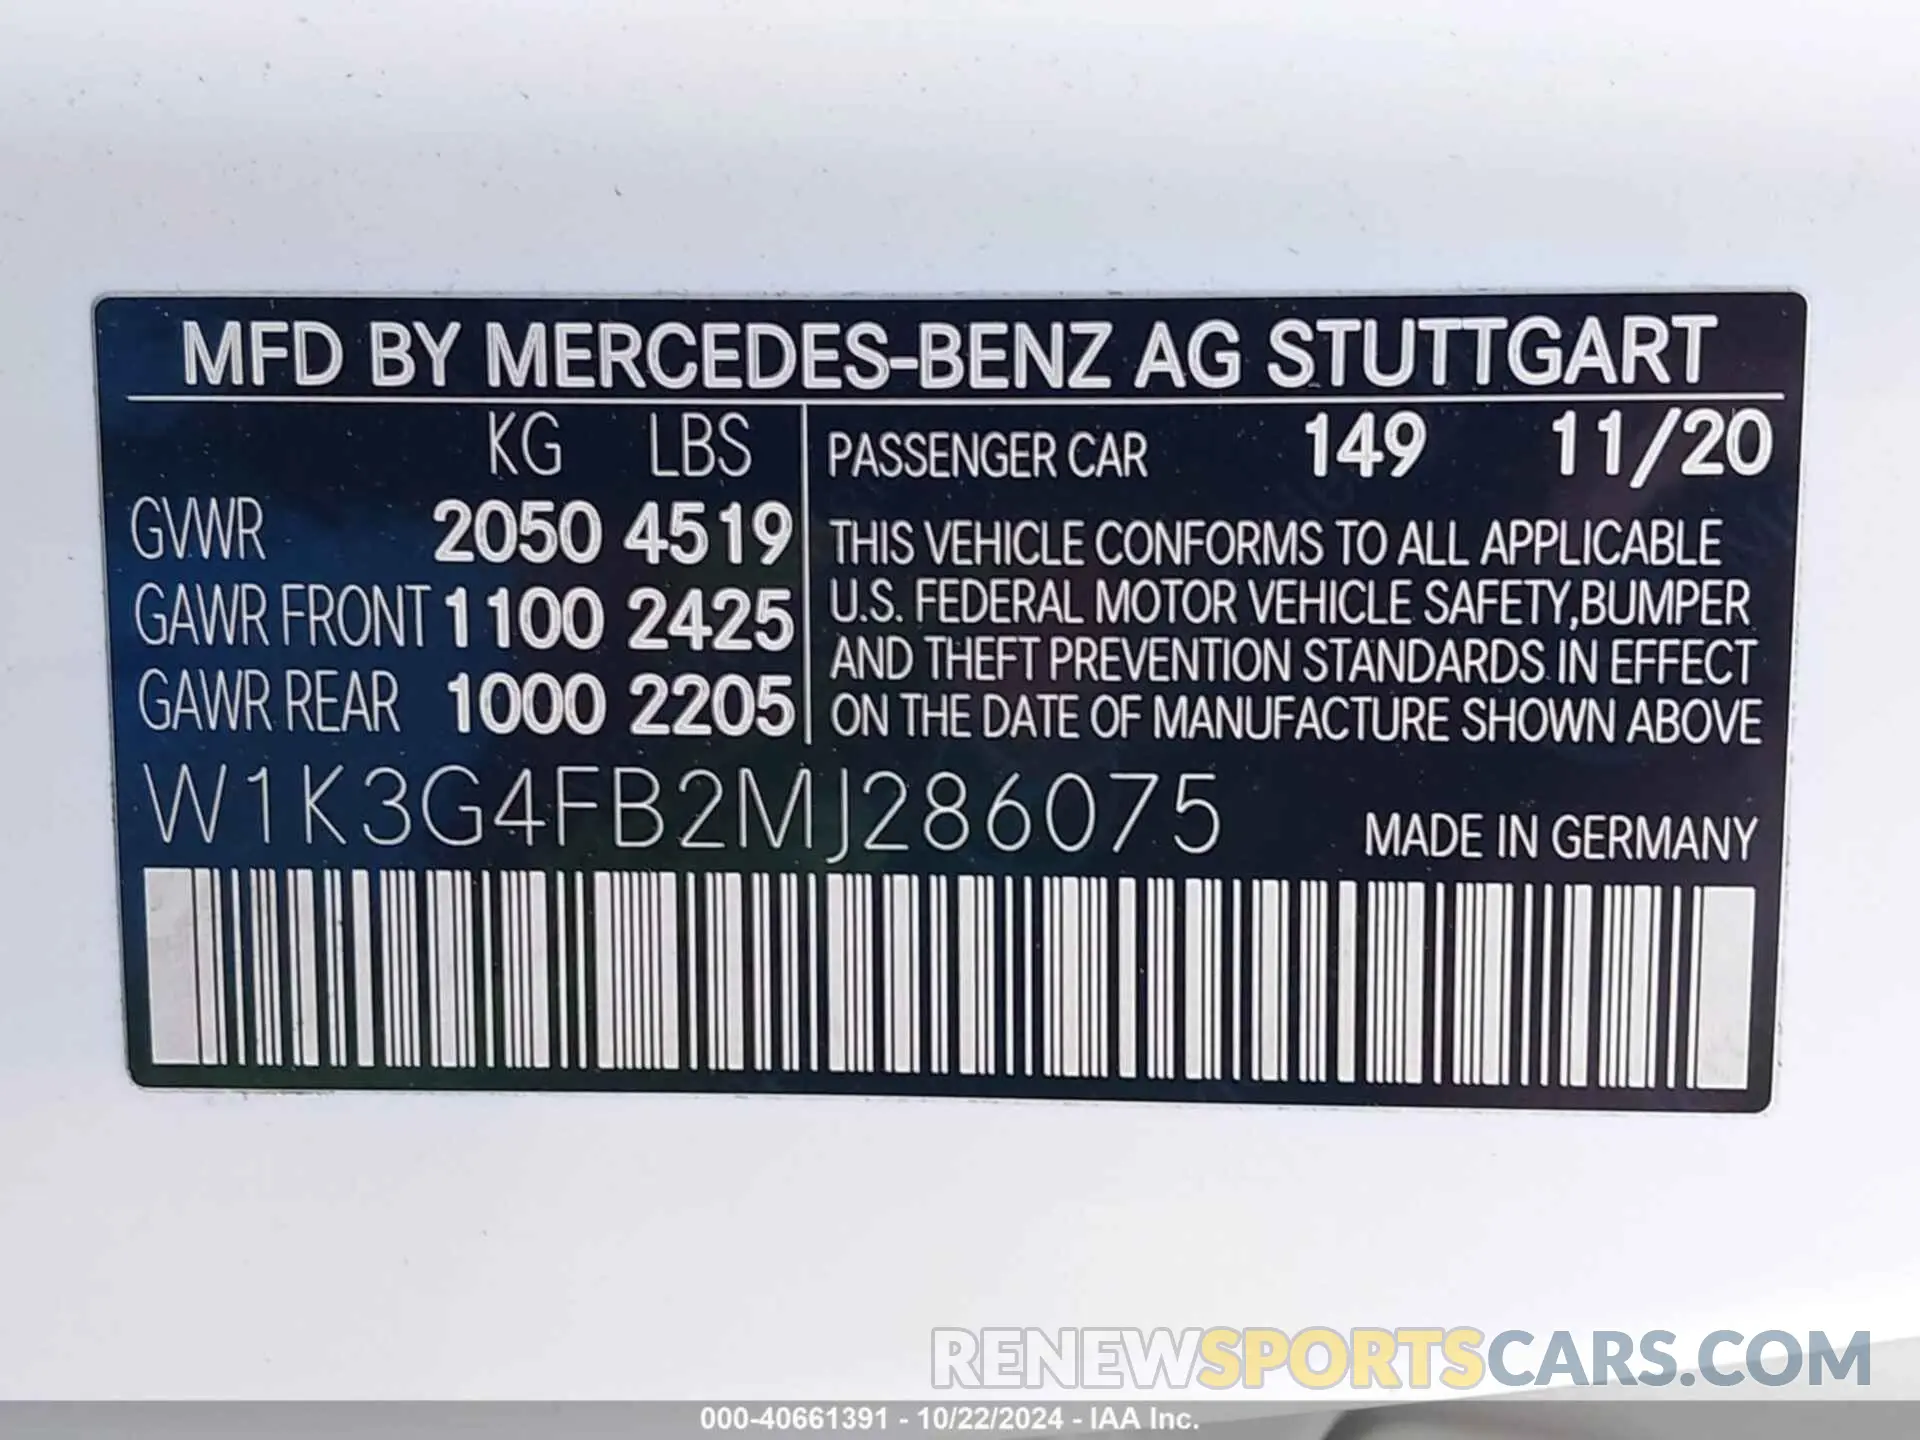 MFD BY MERCEDES-BENZ AG STUTTGART
KG LBS
GVWR 2050 4519
GAWR FRONT 1100 2425
GAWR REAR 1000 2205
PASSENGER CAR 149 11/20
THIS VEHICLE CONFORMS TO ALL APPLICABLE
U.S. FEDERAL MOTOR VEHICLE SAFETY,BUMPER
AND THEFT PREVENTION STANDARDS IN EFFECT
ON THE DATE OF MANUFACTURE SHOWN ABOVE
W1K3G4FB2MJ286075
MADE IN GERMANY
RENEWSPORTSCARS.COM
000-40661391 - 10/22/2024 - IAA Inc.